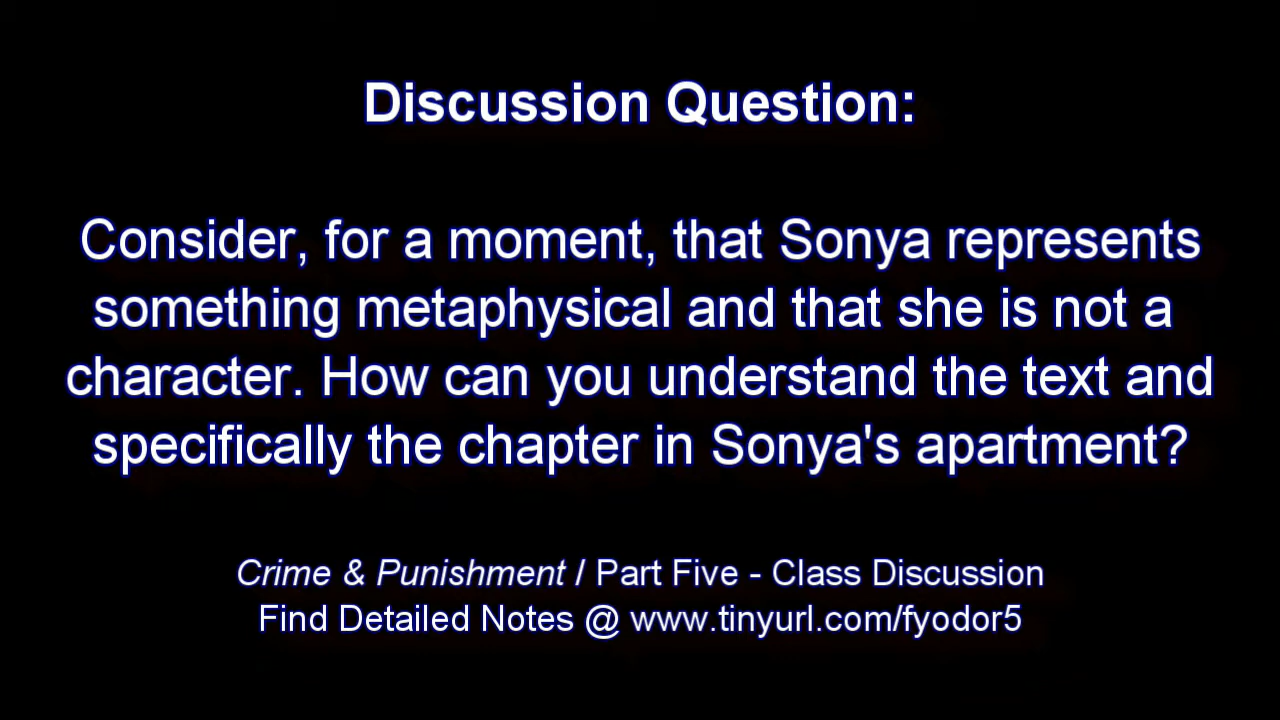 Discussion Question:
Consider, for a moment, that Sonya represents
something metaphysical and that she is not a
character. How can you understand the text and
specifically the chapter in Sonya's apartment?
Crime & Punishment / Part Five - Class Discussion
Find Detailed Notes @ www.tinyurl.com/fyodor5